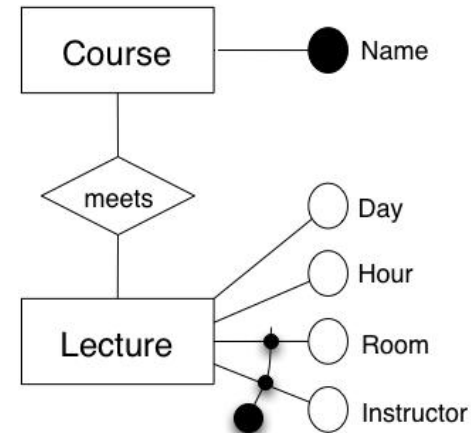 Course
Name
meets
Day
Hour
Lecture
Room
Instructor